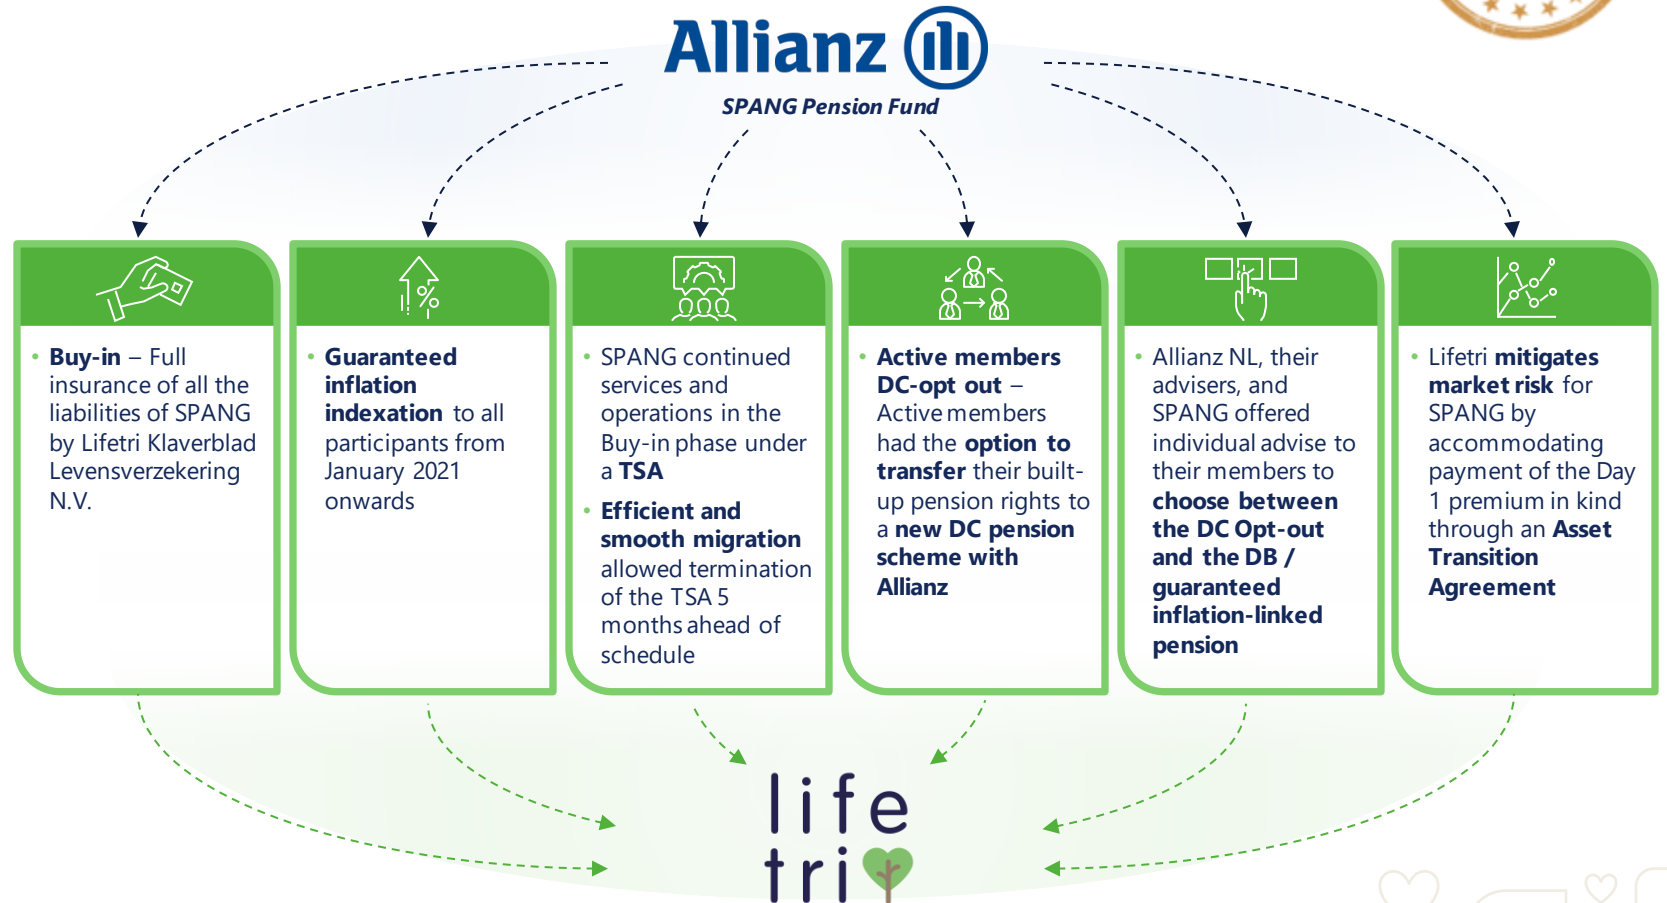 Allianz
SPANG Pension Fund
• Buy-in – Full
insurance of all the
liabilities of SPANG
by Lifetri Klaverblad
Levensverzekering
N.V.
• Guaranteed
inflation
indexation to all
participants from
January 2021
onwards
• SPANG continued
services and
operations in the
Buy-in phase under
a TSA
• Efficient and
smooth migration
allowed termination
of the TSA 5
months ahead of
schedule
• Active members
DC-opt out –
Active members
had the option to
transfer their built-
up pension rights to
a new DC pension
scheme with
Allianz
• Allianz NL, their
advisers, and
SPANG offered
individual advise to
their members to
choose between
the DC Opt-out
and the DB /
guaranteed
inflation-linked
pension
• Lifetri mitigates
market risk for
SPANG by
accommodating
payment of the Day
1 premium in kind
through an Asset
Transition
Agreement
life
tri